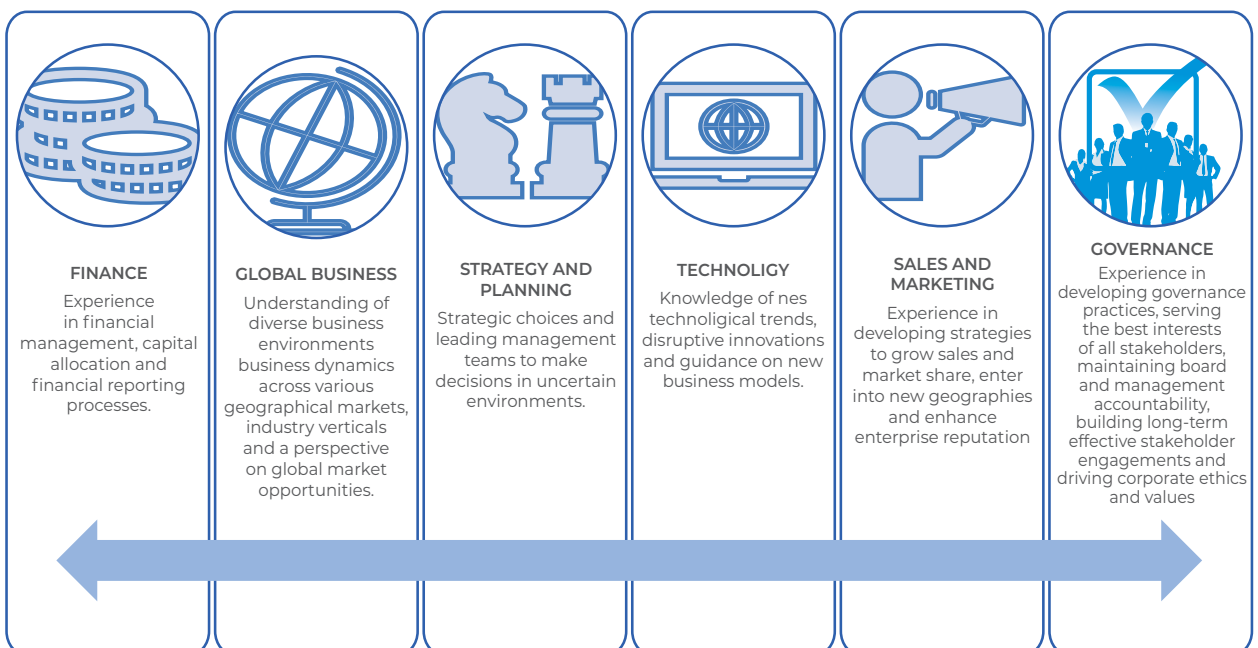 FINANCE
Experience
in financial
management, capital
allocation and
financial reporting
processes.
GLOBAL BUSINESS
Understanding of
diverse business
environments
business dynamics
across various
geographical markets,
industry verticals
and a perspective
on global market
opportunities.
STRATEGY AND
PLANNING
Strategic choices and
leading management
teams to make
decisions in uncertain
environments.
TECHNOLIGY
Knowledge of nes
technoligical trends,
disruptive innovations
and guidance on new
business models.
SALES AND
MARKETING
Experience in
developing strategies
to grow sales and
market share, enter
into new geographies
and enhance
enterprise reputation
GOVERNANCE
Experience in
developing governance
practices, serving
the best interests
of all stakeholders,
maintaining board
and management
accountability,
building long-term
effective stakeholder
engagements and
driving corporate ethics
and values